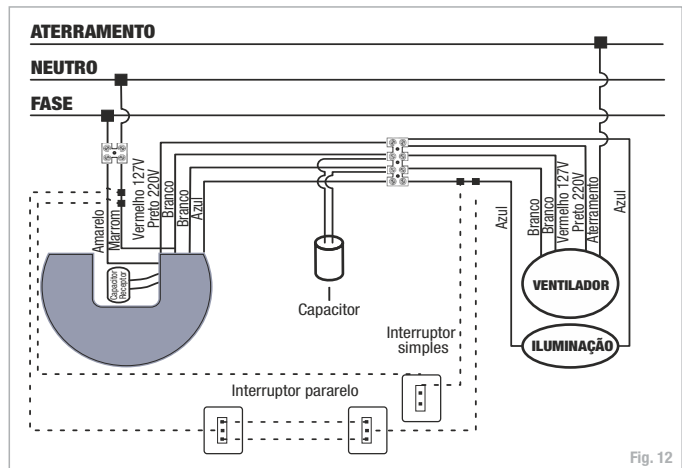 ATERRAMENTO
NEUTRO
FASE
Amarelo
Marrom
Vermelho 127V
Preto 220V
Branco
Branco
Azul
Capacitor
Receptor
Capacitor
Azul
Branco
Branco
Vermelho 127V
Preto 220V
Aterramento
Azul
VENTILADOR
ILUMINAÇÃO
Interruptor
simples
Interruptor pararelo
Fig. 12